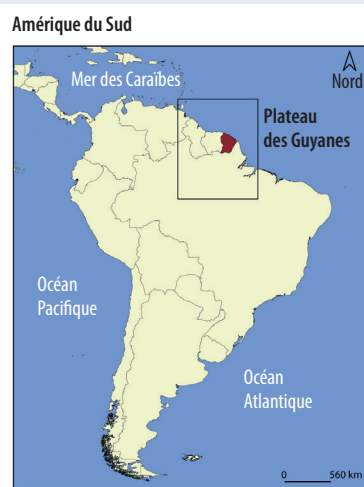 Amérique du Sud
Mer des Caraïbes
Nord
Plateau
des Guyanes
Océan
Pacifique
Océan
Atlantique
0 560 km